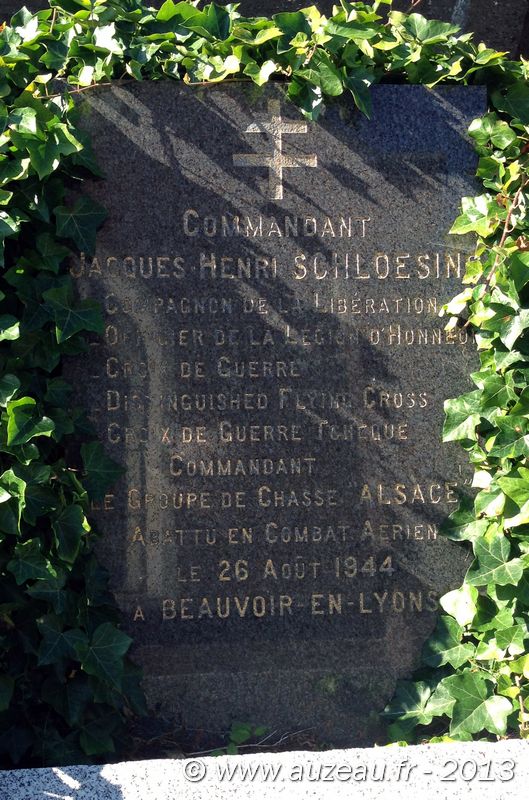 COMMANDANT
JACQUES-HENRI SCHLOESING
COMPAGNON DE LA LIBÉRATION
OFFICIER DE LA LÉGION D'HONNEUR
CROIX DE GUERRE
DISTINGUISHED FLYING CROSS
CROIX DE GUERRE TCHÈQUE
COMMANDANT
LE GROUPE DE CHASSE "ALSACE"
ABATTU EN COMBAT AÉRIEN
LE 26 AOÛT 1944
A BEAUVOIR-EN-LYONS
© www.auzeau.fr - 2013